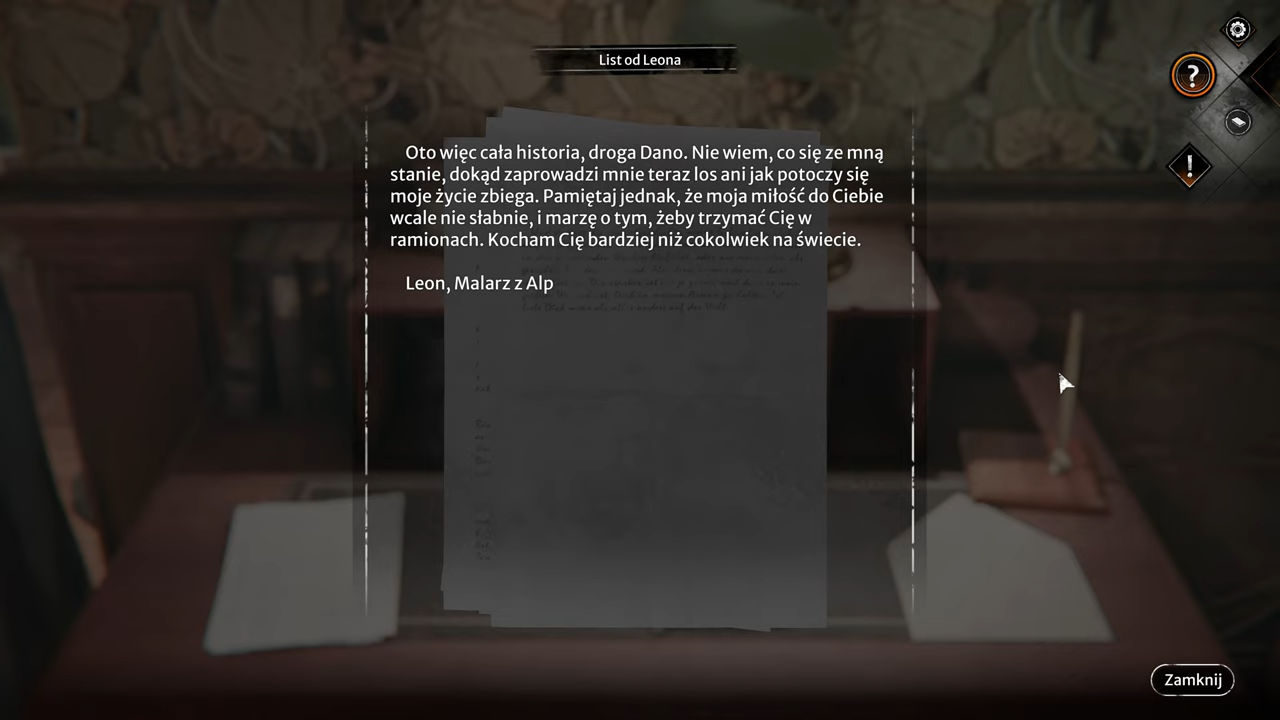 List od Leona
Oto więc cała historia, droga Dano. Nie wiem, co się ze mną
stanie, dokąd zaprowadzi mnie teraz los ani jak potoczy się
moje życie zbiega. Pamiętaj jednak, że moja miłość do Ciebie
wcale nie słabnie, i marzę o tym, żeby trzymać Cię w
ramionach. Kocham Cię bardziej niż cokolwiek na świecie.
Leon, Malarz z Alp
Zamknij